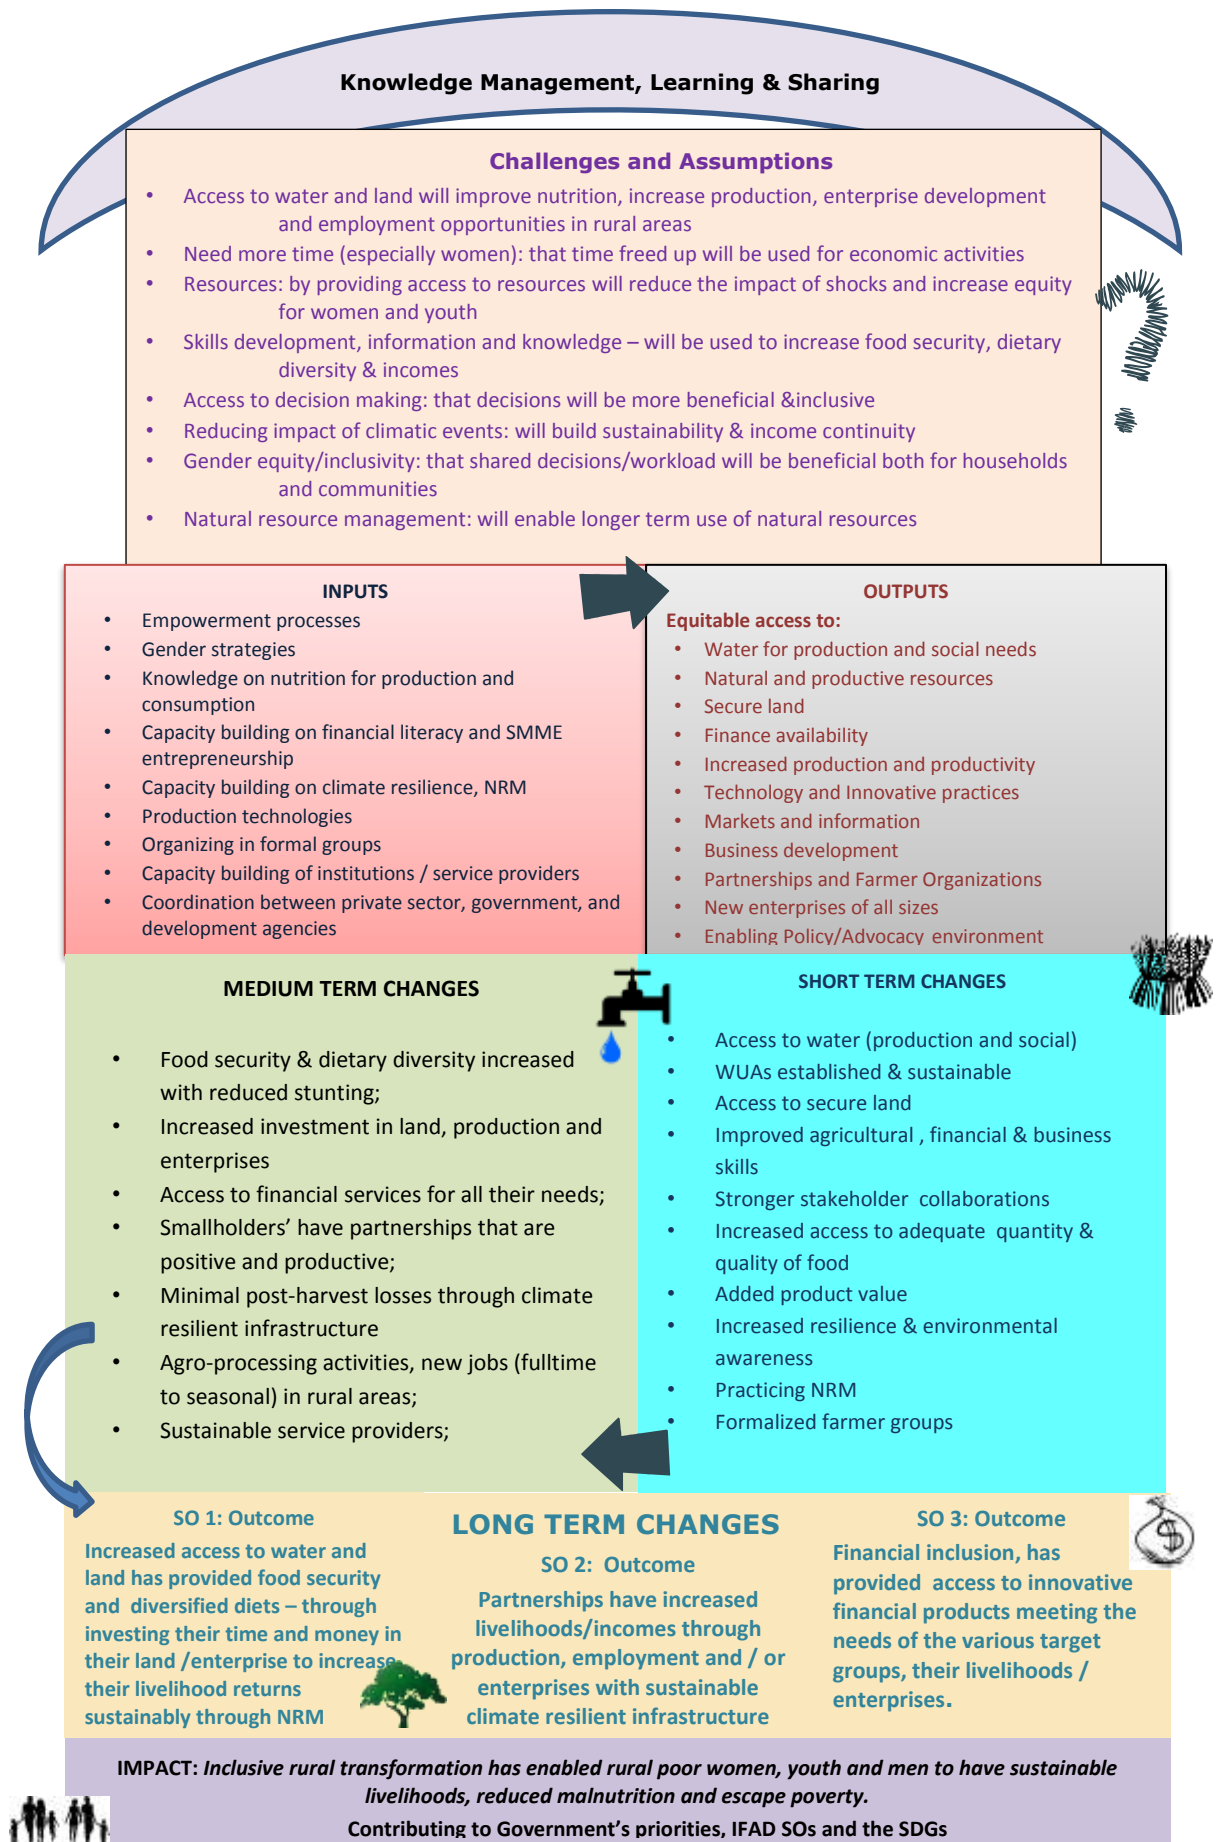 Knowledge Management, Learning & Sharing
Challenges and Assumptions
• Access to water and land will improve nutrition, increase production, enterprise development
and employment opportunities in rural areas
• Need more time (especially women): that time freed up will be used for economic activities
• Resources: by providing access to resources will reduce the impact of shocks and increase equity
for women and youth
• Skills development, information and knowledge – will be used to increase food security, dietary
diversity & incomes
• Access to decision making: that decisions will be more beneficial &inclusive
• Reducing impact of climatic events: will build sustainability & income continuity
• Gender equity/inclusivity: that shared decisions/workload will be beneficial both for households
and communities
• Natural resource management: will enable longer term use of natural resources
INPUTS
• Empowerment processes
• Gender strategies
• Knowledge on nutrition for production and
consumption
• Capacity building on financial literacy and SMME
entrepreneurship
• Capacity building on climate resilience, NRM
• Production technologies
• Organizing in formal groups
• Capacity building of institutions / service providers
• Coordination between private sector, government, and
development agencies
OUTPUTS
Equitable access to:
• Water for production and social needs
• Natural and productive resources
• Secure land
• Finance availability
• Increased production and productivity
• Technology and Innovative practices
• Markets and information
• Business development
• Partnerships and Farmer Organizations
• New enterprises of all sizes
• Enabling Policy/Advocacy environment
MEDIUM TERM CHANGES
• Food security & dietary diversity increased
with reduced stunting;
• Increased investment in land, production and
enterprises
• Access to financial services for all their needs;
• Smallholders’ have partnerships that are
positive and productive;
• Minimal post-harvest losses through climate
resilient infrastructure
• Agro-processing activities, new jobs (fulltime
to seasonal) in rural areas;
• Sustainable service providers;
SHORT TERM CHANGES
• Access to water (production and social)
• WUAs established & sustainable
• Access to secure land
• Improved agricultural , financial & business
skills
• Stronger stakeholder collaborations
• Increased access to adequate quantity &
quality of food
• Added product value
• Increased resilience & environmental
awareness
• Practicing NRM
• Formalized farmer groups
LONG TERM CHANGES
SO 1: Outcome
Increased access to water and
land has provided food security
and diversified diets – through
investing their time and money in
their land /enterprise to increase
their livelihood returns
sustainably through NRM
SO 2: Outcome
Partnerships have increased
livelihoods/incomes through
production, employment and / or
enterprises with sustainable
climate resilient infrastructure
SO 3: Outcome
Financial inclusion, has
provided access to innovative
financial products meeting the
needs of the various target
groups, their livelihoods /
enterprises.
IMPACT: Inclusive rural transformation has enabled rural poor women, youth and men to have sustainable
livelihoods, reduced malnutrition and escape poverty.
Contributing to Government’s priorities, IFAD SOs and the SDGs